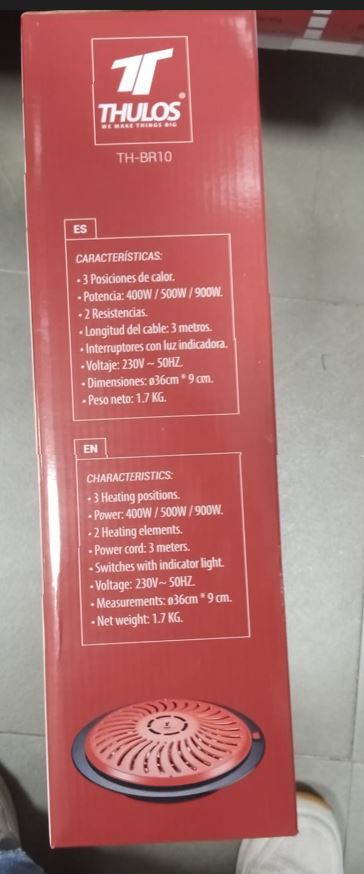 THULOS®
WE MAKE THINGS BIG
TH-BR10
ES
CARACTERÍSTICAS:
• 3 Posiciones de calor.
• Potencia: 400W / 500W / 900W.
• 2 Resistencias.
• Longitud del cable: 3 metros.
• Interruptores con luz indicadora.
• Voltaje: 230V ~ 50HZ.
• Dimensiones: ø36cm * 9 cm.
• Peso neto: 1.7 KG.
EN
CHARACTERISTICS:
• 3 Heating positions.
• Power: 400W / 500W / 900W.
• 2 Heating elements.
• Power cord: 3 meters.
• Switches with indicator light.
• Voltage: 230V~ 50HZ.
• Measurements: ø36cm * 9 cm.
• Net weight: 1.7 KG.